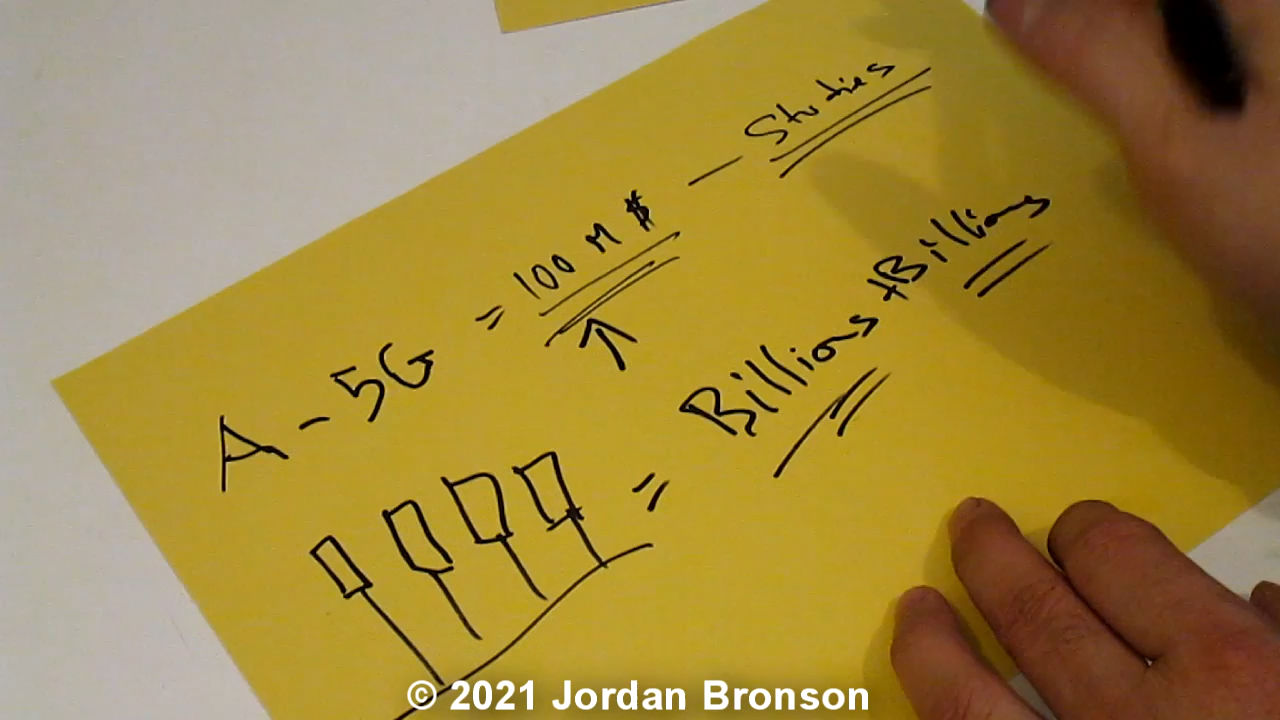 A - 5G = 100 M $ — Studies
= Billions + Billions
© 2021 Jordan Bronson